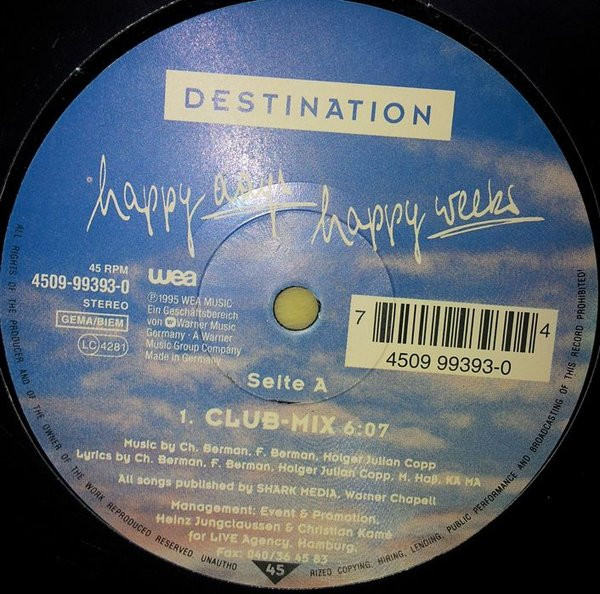 DESTINATION
happy days
happy weeks
45 RPM
4509-99393-0
STEREO
GEMA/BIEM
LC 4281
wea
℗1995 WEA MUSIC
Ein Geschäftsbereich
von Warner Music
Germany · A Warner
Music Group Company
Made in Germany
7 4509 99393-0 4
Seite A
1. CLUB-MIX 6:07
Music by Ch. Berman, F. Berman, Holger Julian Copp
Lyrics by Ch. Berman, F. Berman, Holger Julian Copp, M. Haß, KA MA
All songs published by SHARK MEDIA, Warner Chapell
Management: Event & Promotion,
Heinz Jungclaussen & Christian Kamé
for LIVE Agency, Hamburg,
Fax: 040/36 45 83
45
ALL RIGHTS OF THE PRODUCER AND OF THE OWNER OF THE WORK REPRODUCED RESERVED UNAUTHO
RIZED COPYING, HIRING, LENDING, PUBLIC PERFORMANCE AND BROADCASTING OF THIS RECORD PROHIBITED!